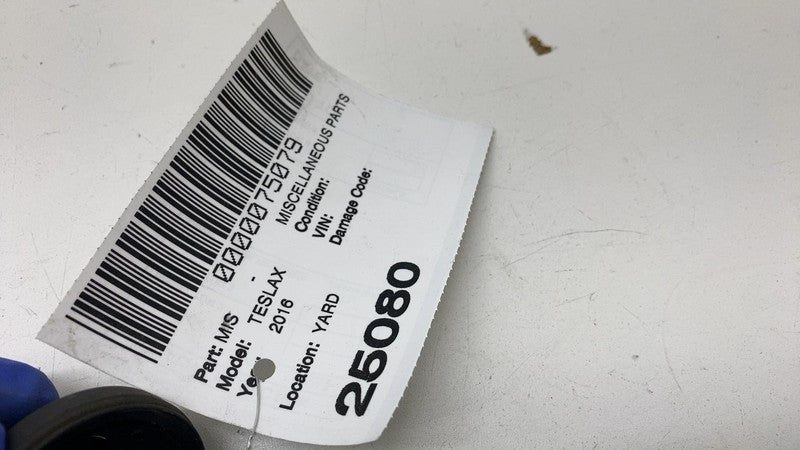 0000075079
Part: MIS - MISCELLANEOUS PARTS
Model: TESLAX Condition:
Year: 2016 VIN:
Damage Code:
Location: YARD
25080